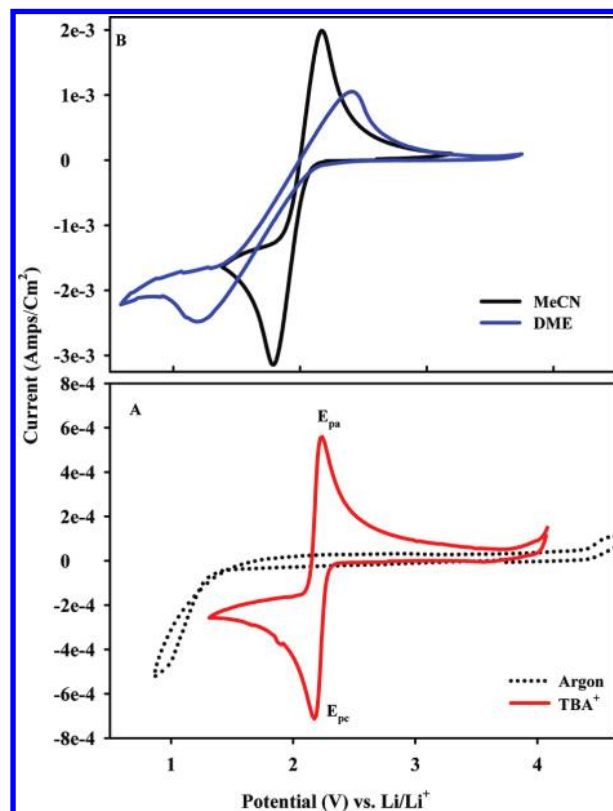 B
2e-3
1e-3
0
-1e-3
-2e-3
-3e-3
MeCN
DME
Current (Amps/Cm²)
A
8e-4
6e-4
4e-4
2e-4
0
-2e-4
-4e-4
-6e-4
-8e-4
Epa
Epc
Argon
TBA⁺
1 2 3 4
Potential (V) vs. Li/Li⁺